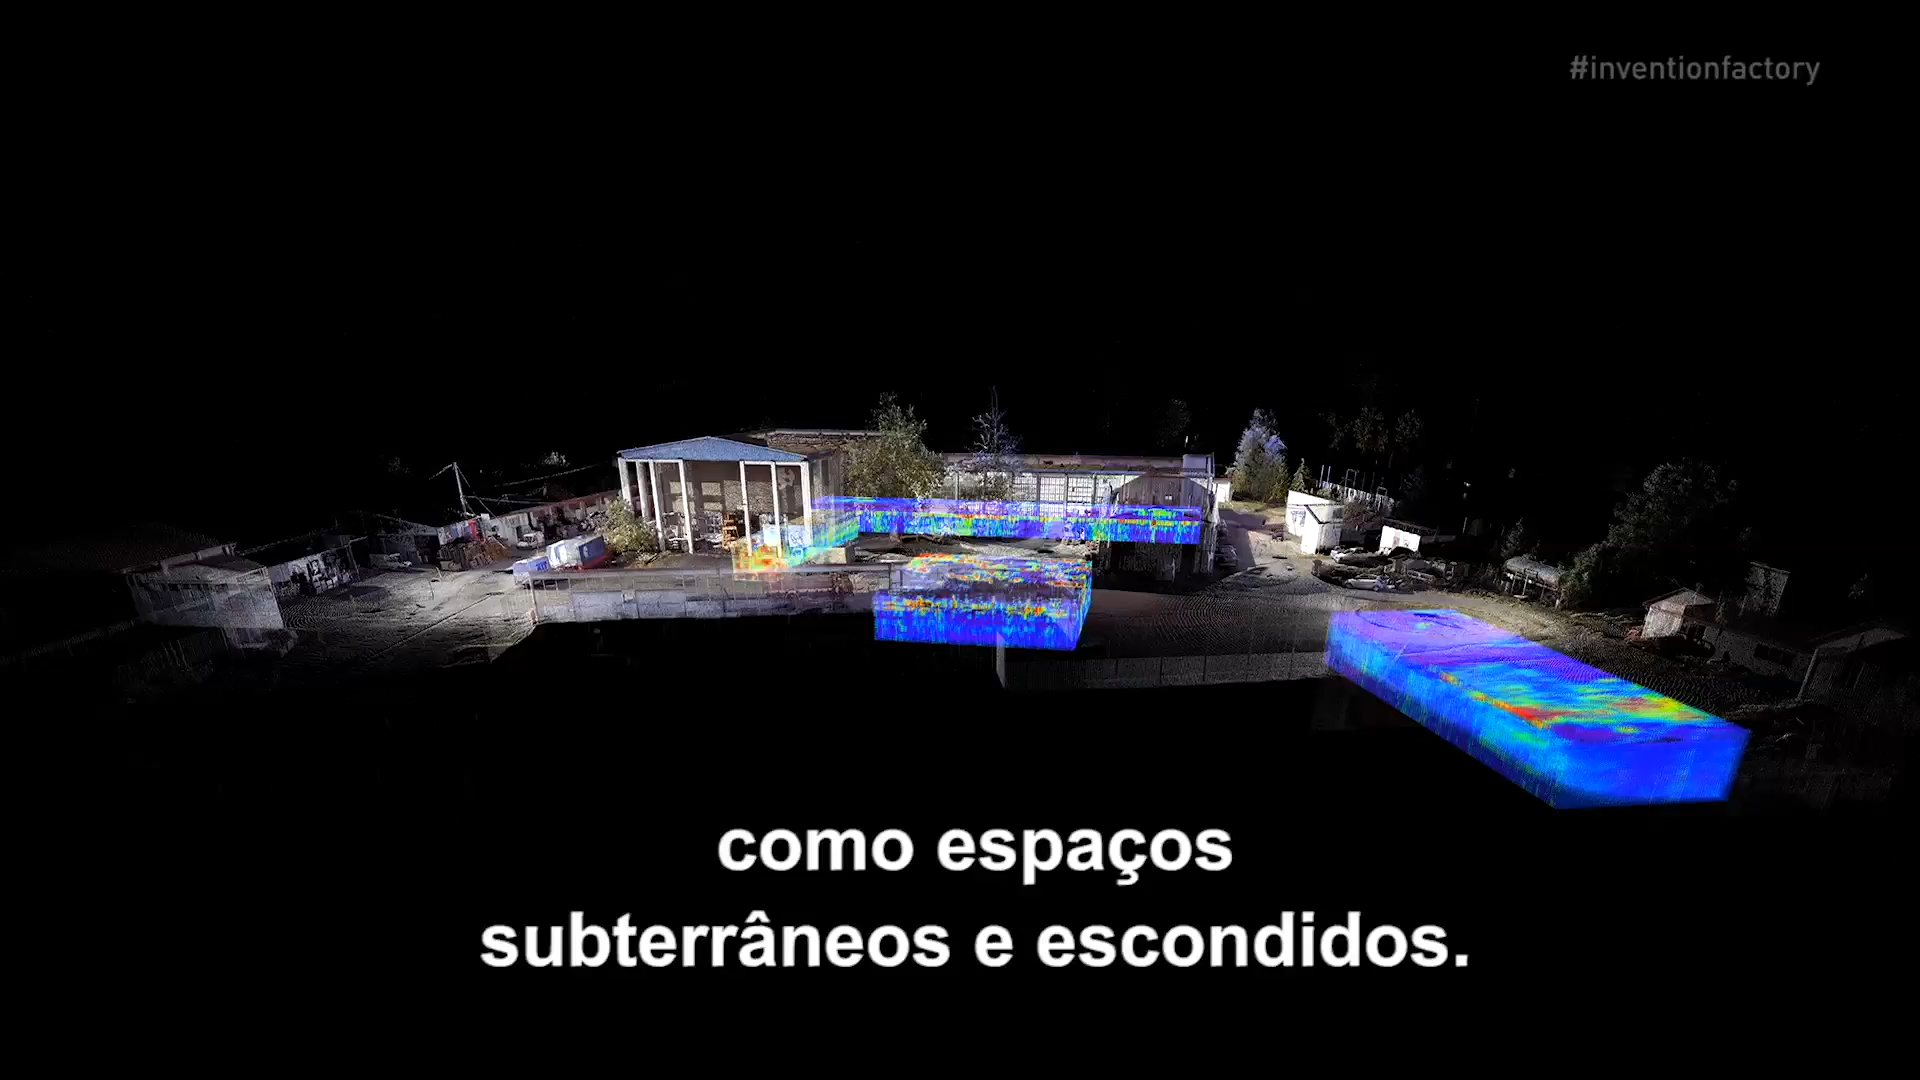 #inventionfactory
como espaços
subterrâneos e escondidos.